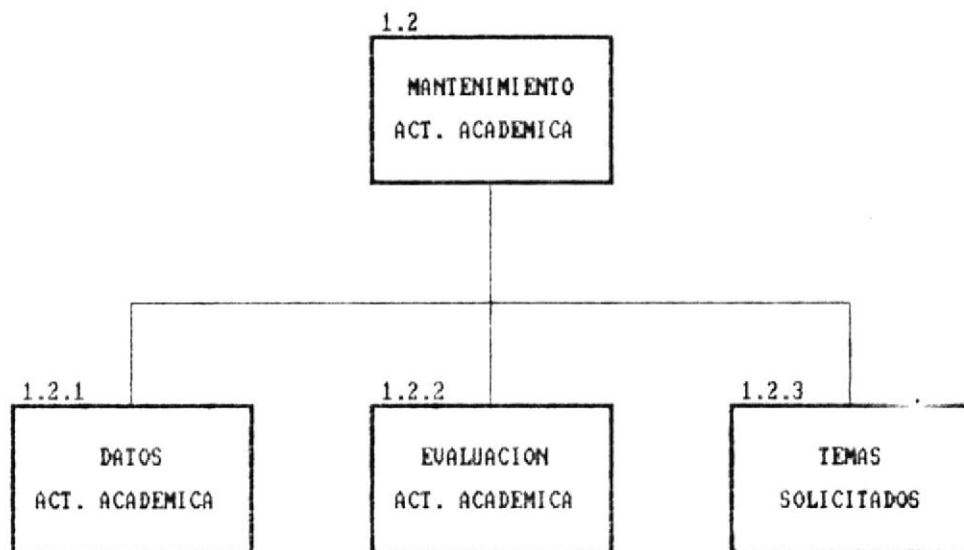 1.2
MANTENIMIENTO
ACT. ACADEMICA
1.2.1
DATOS
ACT. ACADEMICA
1.2.2
EVALUACION
ACT. ACADEMICA
1.2.3
TEMAS
SOLICITADOS